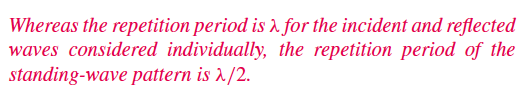 Whereas the repetition period is λ for the incident and reflected
waves considered individually, the repetition period of the
standing-wave pattern is λ/2.